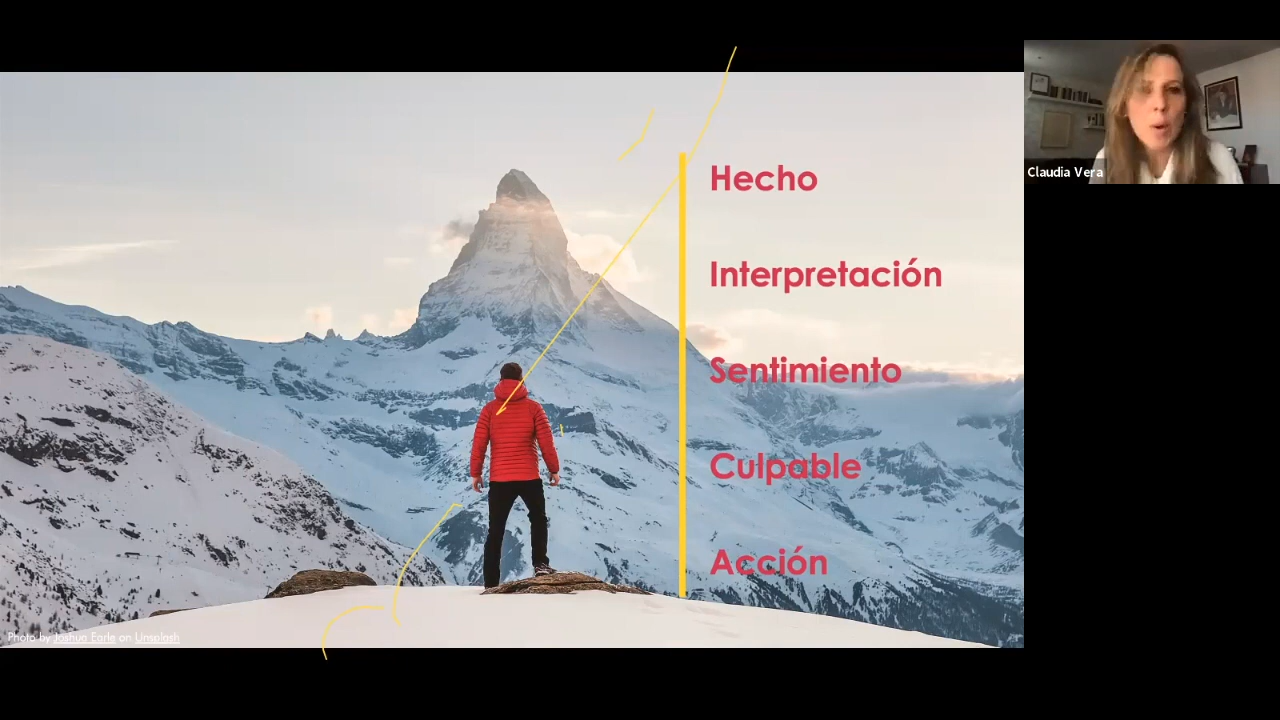 Claudia Vera
Hecho
Interpretación
Sentimiento
Culpable
Acción
Photo by Joshua Earle on Unsplash